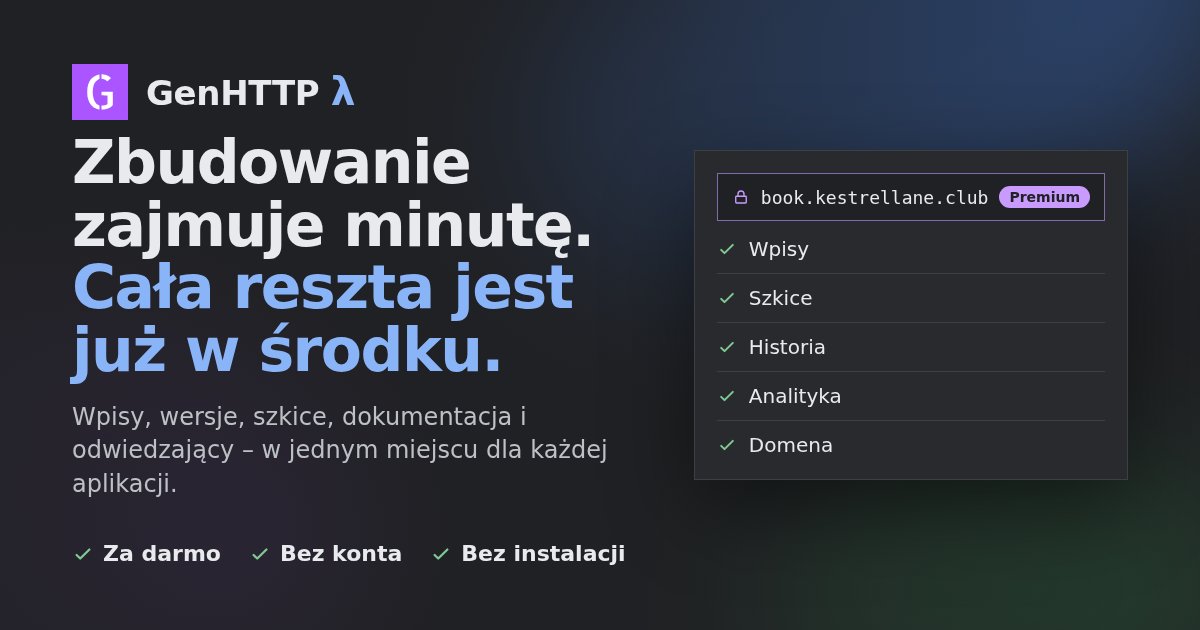 GenHTTP λ
Zbudowanie
zajmuje minutę.
Cała reszta jest
już w środku.
Wpisy, wersje, szkice, dokumentacja i
odwiedzający – w jednym miejscu dla każdej
aplikacji.
Za darmo
Bez konta
Bez instalacji
book.kestrellane.club
Premium
Wpisy
Szkice
Historia
Analityka
Domena